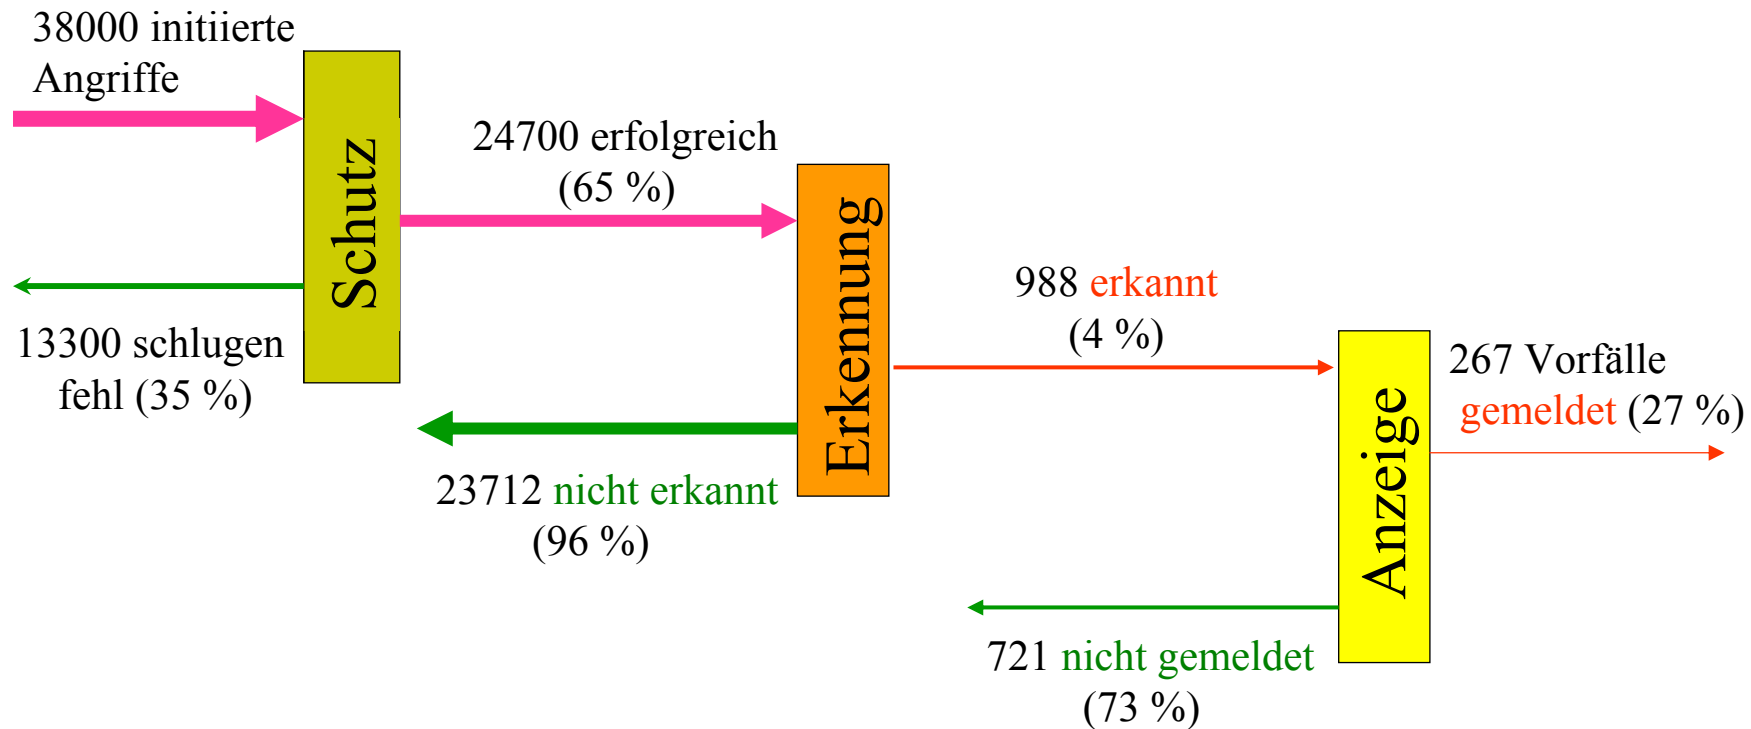 38000 initiierte
Angriffe
Schutz
24700 erfolgreich
(65 %)
13300 schlugen
fehl (35 %)
Erkennung
988 erkannt
(4 %)
23712 nicht erkannt
(96 %)
Anzeige
267 Vorfälle
gemeldet (27 %)
721 nicht gemeldet
(73 %)